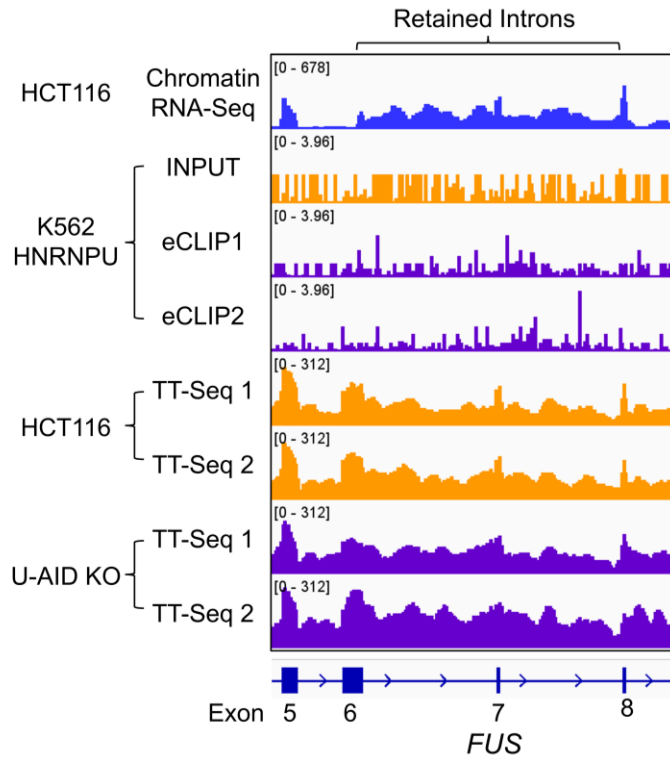 Retained Introns
HCT116
Chromatin
RNA-Seq
[0 - 678]
K562
HNRNPU
INPUT
[0 - 3.96]
eCLIP1
[0 - 3.96]
eCLIP2
[0 - 3.96]
HCT116
TT-Seq 1
[0 - 312]
TT-Seq 2
[0 - 312]
U-AID KO
TT-Seq 1
[0 - 312]
TT-Seq 2
[0 - 312]
Exon 5 6 7 8
FUS